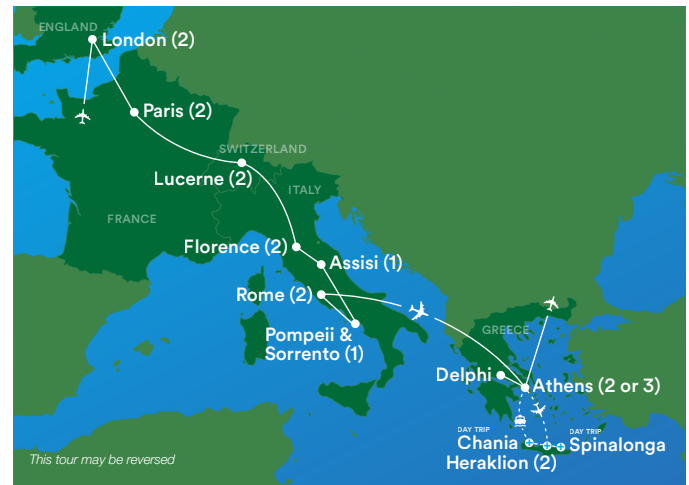 ENGLAND
London (2)
Paris (2)
SWITZERLAND
Lucerne (2)
ITALY
FRANCE
Florence (2)
Assisi (1)
Rome (2)
Pompeii &
Sorrento (1)
GREECE
Delphi
Athens (2 or 3)
DAY TRIP
Chania
DAY TRIP
Spinalonga
Heraklion (2)
This tour may be reversed